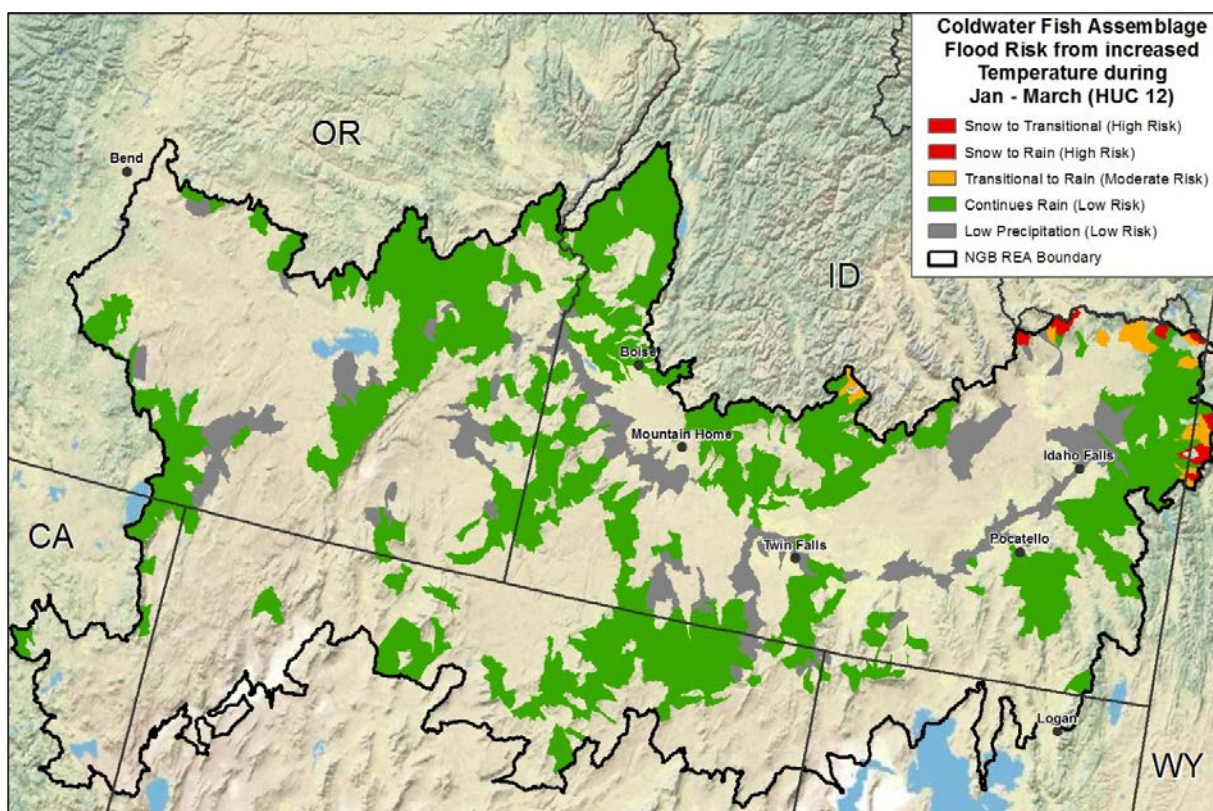 Coldwater Fish Assemblage
Flood Risk from increased
Temperature during
Jan - March (HUC 12)
Snow to Transitional (High Risk)
Snow to Rain (High Risk)
Transitional to Rain (Moderate Risk)
Continues Rain (Low Risk)
Low Precipitation (Low Risk)
NGB REA Boundary
OR
Bend
ID
Boise
Mountain Home
Idaho Falls
CA
Twin Falls
Pocatello
Logan
WY